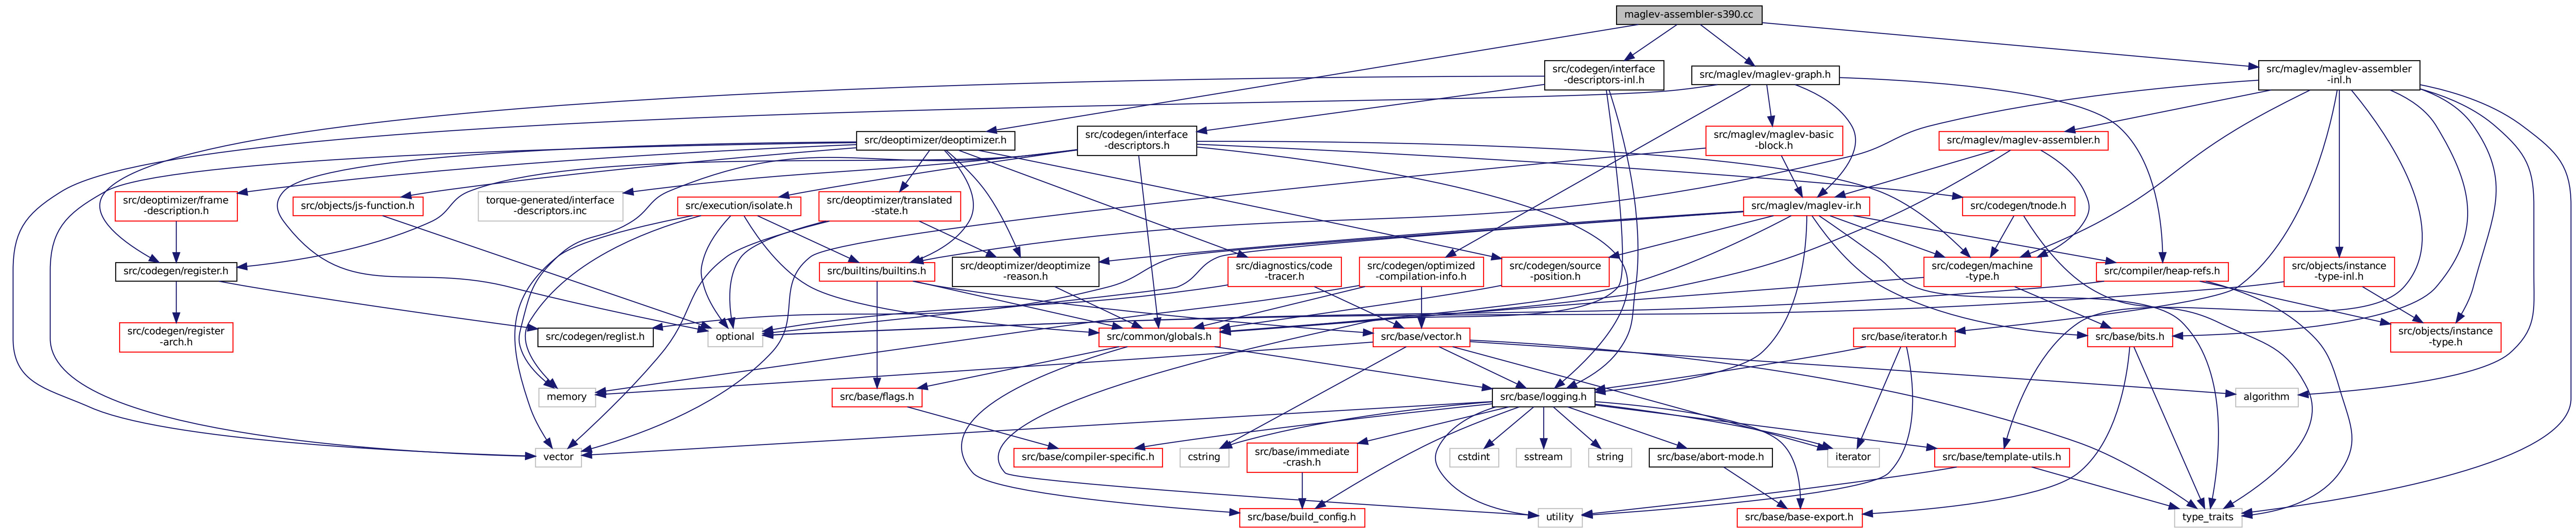 maglev-assembler-s390.cc
src/codegen/interface
-descriptors-inl.h
src/maglev/maglev-graph.h
src/maglev/maglev-assembler
-inl.h
src/deoptimizer/deoptimizer.h
src/codegen/interface
-descriptors.h
src/maglev/maglev-basic
-block.h
src/maglev/maglev-assembler.h
src/deoptimizer/frame
-description.h
src/objects/js-function.h
torque-generated/interface
-descriptors.inc
src/execution/isolate.h
src/deoptimizer/translated
-state.h
src/maglev/maglev-ir.h
src/codegen/tnode.h
src/codegen/register.h
src/builtins/builtins.h
src/deoptimizer/deoptimize
-reason.h
src/diagnostics/code
-tracer.h
src/codegen/optimized
-compilation-info.h
src/codegen/source
-position.h
src/codegen/machine
-type.h
src/compiler/heap-refs.h
src/objects/instance
-type-inl.h
src/codegen/register
-arch.h
src/codegen/reglist.h
optional
src/common/globals.h
src/base/vector.h
src/base/iterator.h
src/base/bits.h
src/objects/instance
-type.h
memory
src/base/flags.h
src/base/logging.h
algorithm
vector
src/base/compiler-specific.h
cstring
src/base/immediate
-crash.h
cstdint
sstream
string
src/base/abort-mode.h
iterator
src/base/template-utils.h
src/base/build_config.h
utility
src/base/base-export.h
type_traits